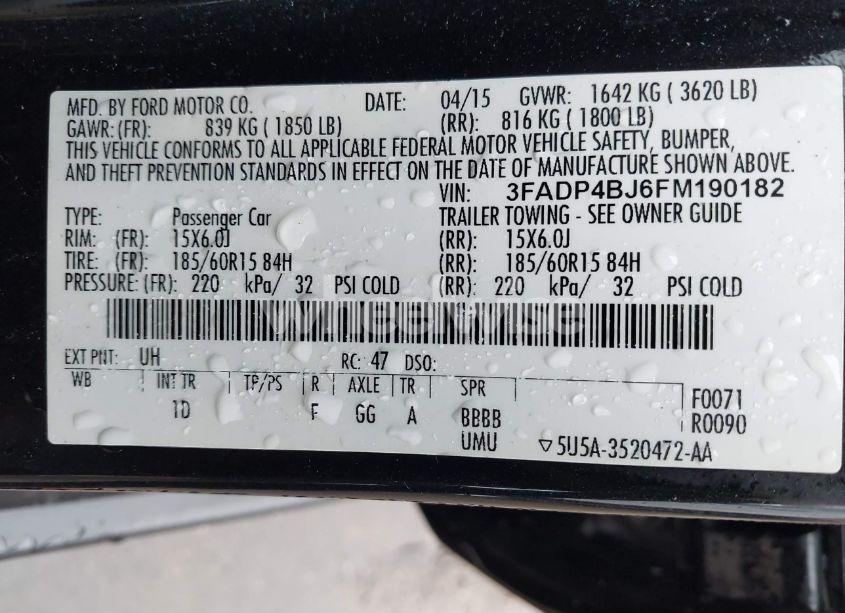 MFD. BY FORD MOTOR CO. DATE: 04/15 GVWR: 1642 KG ( 3620 LB)
GAWR: (FR): 839 KG ( 1850 LB) (RR): 816 KG ( 1800 LB)
THIS VEHICLE CONFORMS TO ALL APPLICABLE FEDERAL MOTOR VEHICLE SAFETY, BUMPER,
AND THEFT PREVENTION STANDARDS IN EFFECT ON THE DATE OF MANUFACTURE SHOWN ABOVE.
VIN: 3FADP4BJ6FM190182
TYPE: Passenger Car TRAILER TOWING - SEE OWNER GUIDE
RIM: (FR): 15X6.0J (RR): 15X6.0J
TIRE: (FR): 185/60R15 84H (RR): 185/60R15 84H
PRESSURE: (FR): 220 kPa/ 32 PSI COLD (RR): 220 kPa/ 32 PSI COLD
wheelwise
EXT PNT: UH RC: 47 DSO:
WB INT TR TP/PS R AXLE TR SPR
1D F GG A BBBB
UMU
F0071
R0090
5U5A-3520472-AA